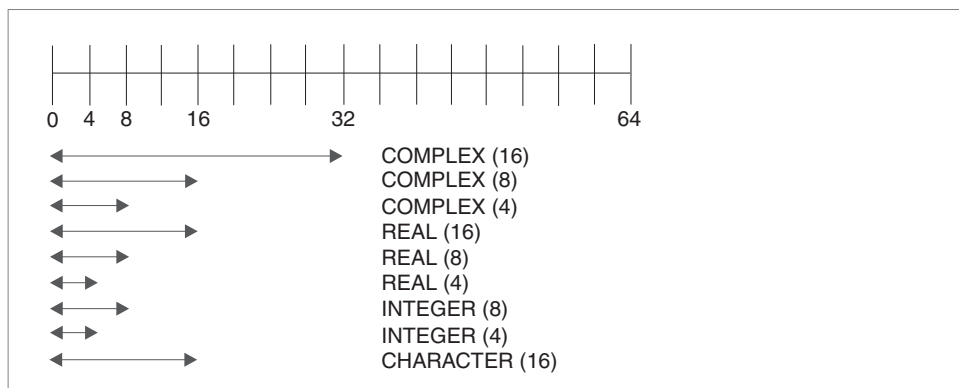 0 4 8 16 32 64
COMPLEX (16)
COMPLEX (8)
COMPLEX (4)
REAL (16)
REAL (8)
REAL (4)
INTEGER (8)
INTEGER (4)
CHARACTER (16)